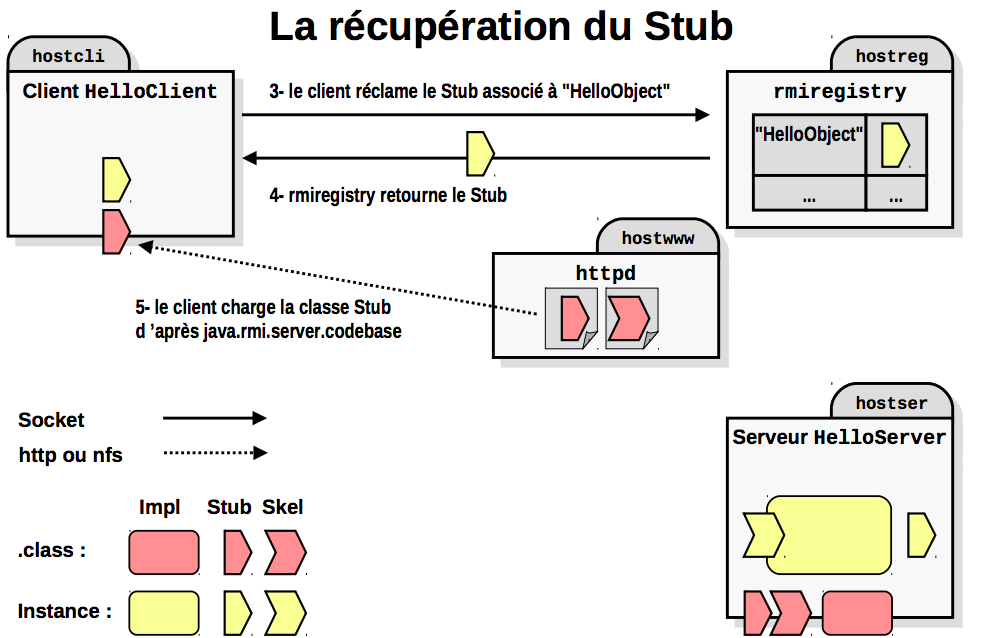 La récupération du Stub
hostcli
Client HelloClient
3- le client réclame le Stub associé à "HelloObject"
4- rmiregistry retourne le Stub
hostreg
rmiregistry
"HelloObject"
... ...
hostwww
httpd
5- le client charge la classe Stub
d ’après java.rmi.server.codebase
Socket
http ou nfs
Impl Stub Skel
.class :
Instance :
hostser
Serveur HelloServer